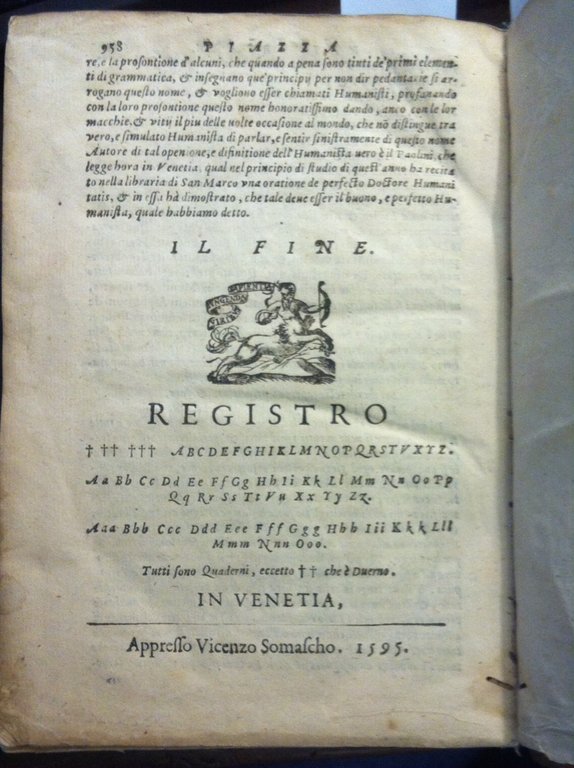 958 PIAZZA
re, e la prosontione d'alcuni, che quando a pena sono tinti de' primi elemen-
ti di grammatica, & insegnano que' principij per non dir pedantarie si ar-
rogano questo nome, & vogliono esser chiamati Humanisti, profanando
con la loro prosontione questo nome honoratissimo dando, anco con le lor
macchie, & vitij il piu delle volte occasione al mondo, che nō distingue tra
vero, e simulato Humanista di parlar, e sentir sinistramente di questo nome
Autore di tal openione, e difinitione dell'Humanista uero è il Paolini, che
legge hora in Venetia, qual nel principio di studio di quest'anno ha recita
to nella libraria di San Marco vna oratione de perfecto Doctore Humani
tatis, & in essa hà dimostrato, che tale deue esser il buono, e perfetto Hu-
manista, quale habbiamo detto.
IL FINE.
SAPIENTIA
INGENIO
VIRIB
REGISTRO
† †† ††† ABCDEFGHIKLMNOPQRSTVXYZ.
Aa Bb Cc Dd Ee Ff Gg Hh Ii Kk Ll Mm Nn Oo Pp
Qq Rr Ss Tt Vu Xx Yy Zz.
Aaa Bbb Ccc Ddd Eee Fff Ggg Hhh Iii Kkk Lll
Mmm Nnn Ooo.
Tutti sono Quaderni, eccetto †† che è Duerno.
IN VENETIA,
Appresso Vicenzo Somascho. 1595.